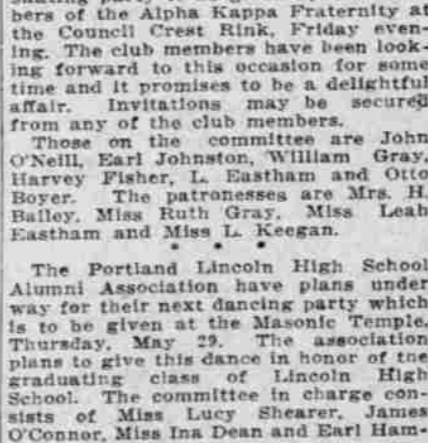 bers of the Alpha Kappa Fraternity at
the Council Crest Rink, Friday even-
ing. The club members have been look-
ing forward to this occasion for some
time and it promises to be a delightful
affair. Invitations may be secured
from any of the club members.
Those on the committee are John
O'Neill, Earl Johnston, William Gray,
Harvey Fisher, L. Eastham and Otto
Boyer. The patronesses are Mrs. H.
Bailey, Miss Ruth Gray, Miss Leah
Eastham and Miss L. Keegan.
* * *
The Portland Lincoln High School
Alumni Association have plans under
way for their next dancing party which
is to be given at the Masonic Temple,
Thursday, May 29. The association
plans to give this dance in honor of the
graduating class of Lincoln High
School. The committee in charge con-
sists of Miss Lucy Shearer, James
O'Connor, Miss Ina Dean and Earl Ham-